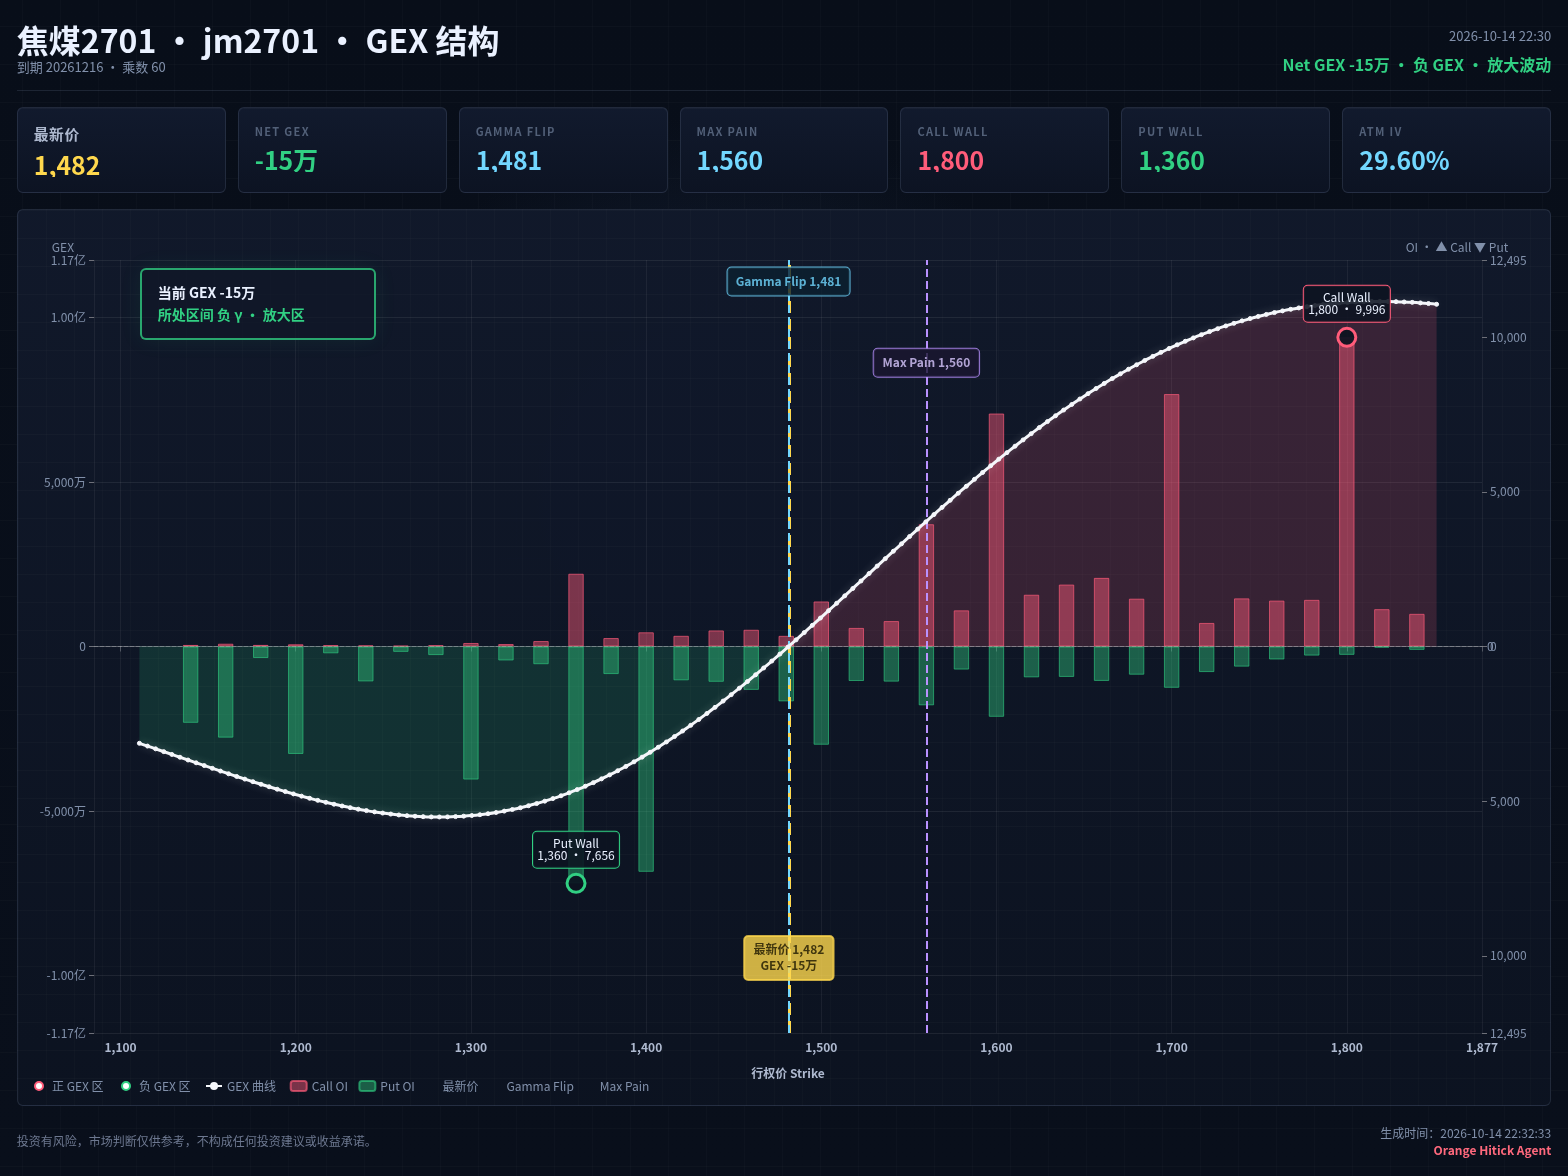 焦煤2701 · jm2701 · GEX 结构
到期 20261216 · 乘数 60
2026-10-14 22:30
Net GEX -15万 · 负 GEX · 放大波动
最新价
1,482
NET GEX
-15万
GAMMA FLIP
1,481
MAX PAIN
1,560
CALL WALL
1,800
PUT WALL
1,360
ATM IV
29.60%
GEX
OI · ▲ Call ▼ Put
1.17亿
1.00亿
5,000万
0
-5,000万
-1.00亿
-1.17亿
当前 GEX -15万
所处区间 负 γ · 放大区
Gamma Flip 1,481
Max Pain 1,560
Call Wall
1,800 · 9,996
Put Wall
1,360 · 7,656
最新价 1,482
GEX -15万
12,495
10,000
5,000
0
5,000
10,000
12,495
1,100 1,200 1,300 1,400 1,500 1,600 1,700 1,800 1,877
行权价 Strike
正 GEX 区 负 GEX 区 GEX 曲线 Call OI Put OI 最新价 Gamma Flip Max Pain
投资有风险，市场判断仅供参考，不构成任何投资建议或收益承诺。
生成时间：2026-10-14 22:32:33
Orange Hitick Agent